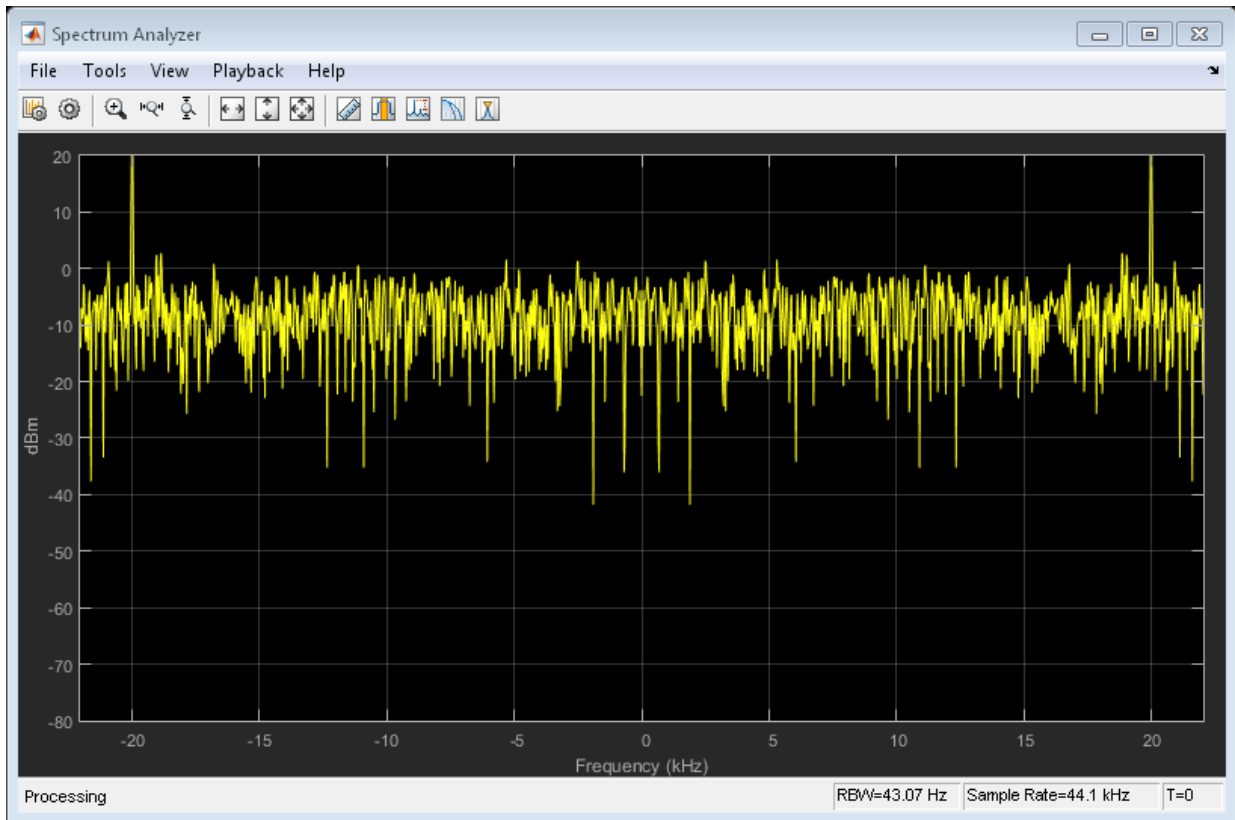 Spectrum Analyzer
File Tools View Playback Help
20
10
0
-10
-20
-30
-40
-50
-60
-70
-80
dBm
-20 -15 -10 -5 0 5 10 15 20
Frequency (kHz)
Processing RBW=43.07 Hz Sample Rate=44.1 kHz T=0